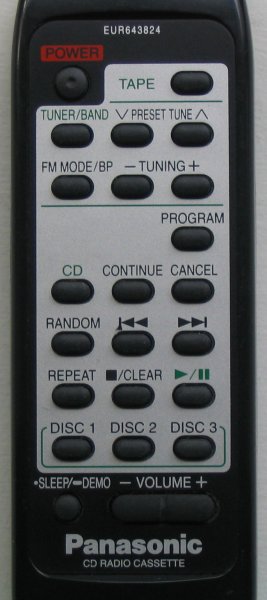 EUR643824
POWER
TAPE
TUNER/BAND ∨ PRESET TUNE ∧
FM MODE/BP − TUNING +
PROGRAM
CD CONTINUE CANCEL
RANDOM ⏮ ⏭
REPEAT ■/CLEAR ▶/⏸
DISC 1 DISC 2 DISC 3
•SLEEP/⬬DEMO − VOLUME +
Panasonic
CD RADIO CASSETTE